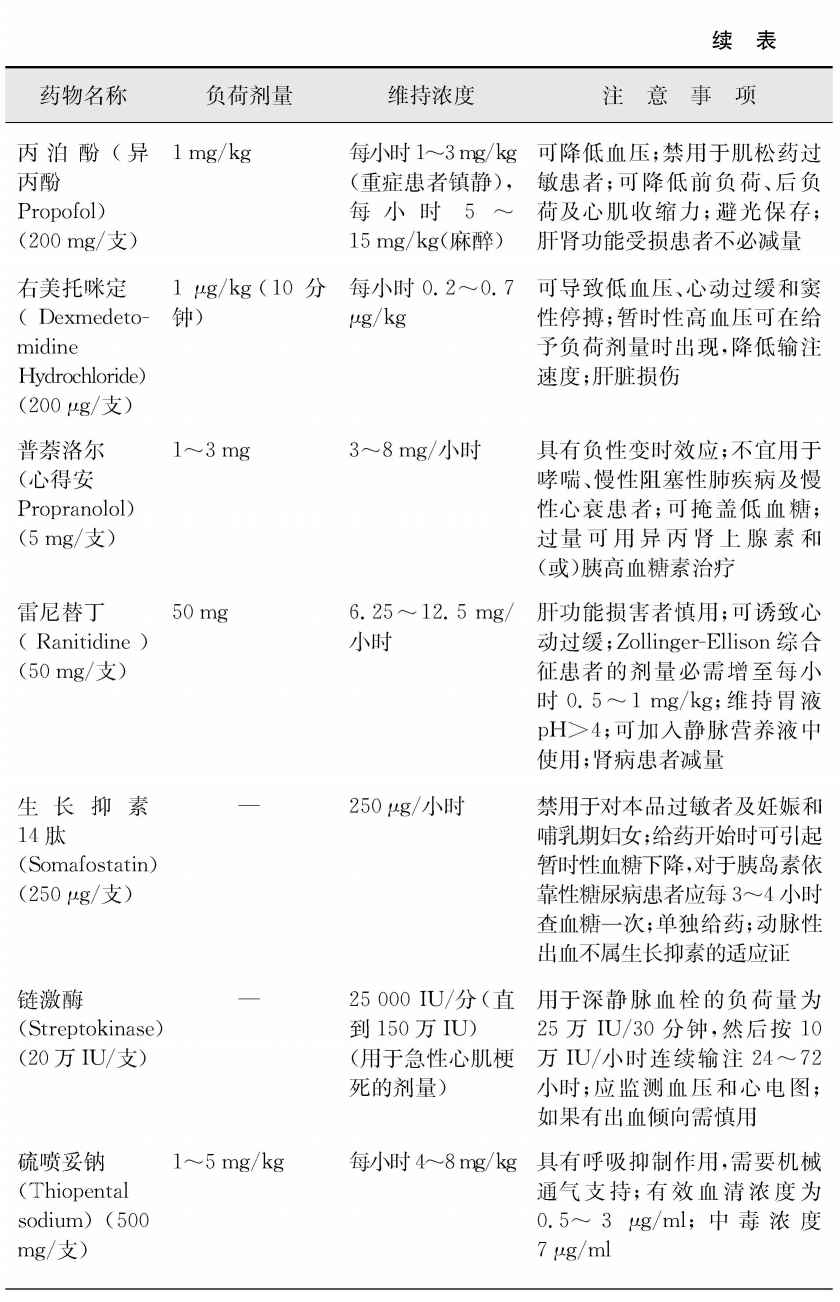 续 表
药物名称 负荷剂量 维持浓度 注 意 事 项
丙泊酚(异 1 mg/kg 每小时1～3 mg/kg 可降低血压;禁用于肌松药过
丙酚 (重症患者镇静), 敏患者;可降低前负荷、后负
Propofol) 每小时 5～ 荷及心肌收缩力;避光保存;
(200 mg/支) 15 mg/kg(麻醉) 肝肾功能受损患者不必减量
右美托咪定 1 μg/kg(10 分 每小时 0.2～0.7 可导致低血压、心动过缓和窦
( Dexmedeto- 钟) μg/kg 性停搏;暂时性高血压可在给
midine 予负荷剂量时出现,降低输注
Hydrochloride) 速度;肝脏损伤
(200 μg/支)
普萘洛尔 1～3 mg 3～8 mg/小时 具有负性变时效应;不宜用于
(心得安 哮喘、慢性阻塞性肺疾病及慢
Propranolol) 性心衰患者;可掩盖低血糖;
(5 mg/支) 过量可用异丙肾上腺素和
(或)胰高血糖素治疗
雷尼替丁 50 mg 6.25～12.5 mg/ 肝功能损害者慎用;可诱致心
( Ranitidine ) 小时 动过缓;Zollinger-Ellison 综合
(50 mg/支) 征患者的剂量必需增至每小
时 0.5～1 mg/kg;维持胃液
pH＞4;可加入静脉营养液中
使用;肾病患者减量
生长抑素 — 250 μg/小时 禁用于对本品过敏者及妊娠和
14 肽 哺乳期妇女;给药开始时可引起
(Somafostatin) 暂时性血糖下降,对于胰岛素依
(250 μg/支) 靠性糖尿病患者应每 3～4 小时
查血糖一次;单独给药;动脉性
出血不属生长抑素的适应证
链激酶 — 25 000 IU/分(直 用于深静脉血栓的负荷量为
(Streptokinase) 到150 万 IU) 25 万 IU/30 分钟,然后按 10
(20 万 IU/支) (用于急性心肌梗 万 IU/小时连续输注 24～72
死的剂量) 小时;应监测血压和心电图;
如果有出血倾向需慎用
硫喷妥钠 1～5 mg/kg 每小时 4～8 mg/kg 具有呼吸抑制作用,需要机械
(Thiopental 通气支持;有效血清浓度为
sodium)(500 0.5～ 3 μg/ml; 中毒浓度
mg/支) 7 μg/ml